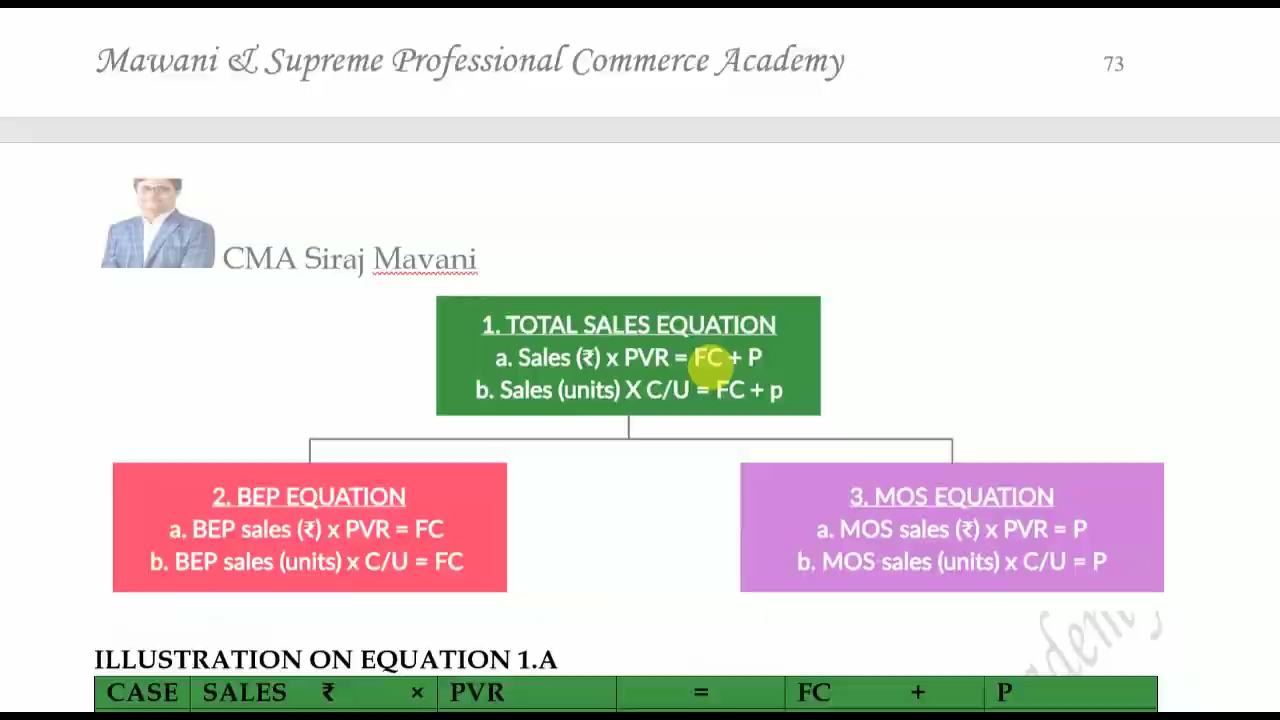 Mawani & Supreme Professional Commerce Academy 73
CMA Siraj Mavani
1. TOTAL SALES EQUATION
a. Sales (₹) x PVR = FC + P
b. Sales (units) X C/U = FC + p
2. BEP EQUATION
a. BEP sales (₹) x PVR = FC
b. BEP sales (units) x C/U = FC
3. MOS EQUATION
a. MOS sales (₹) x PVR = P
b. MOS sales (units) x C/U = P
ILLUSTRATION ON EQUATION 1.A
CASE SALES ₹ × PVR = FC + P